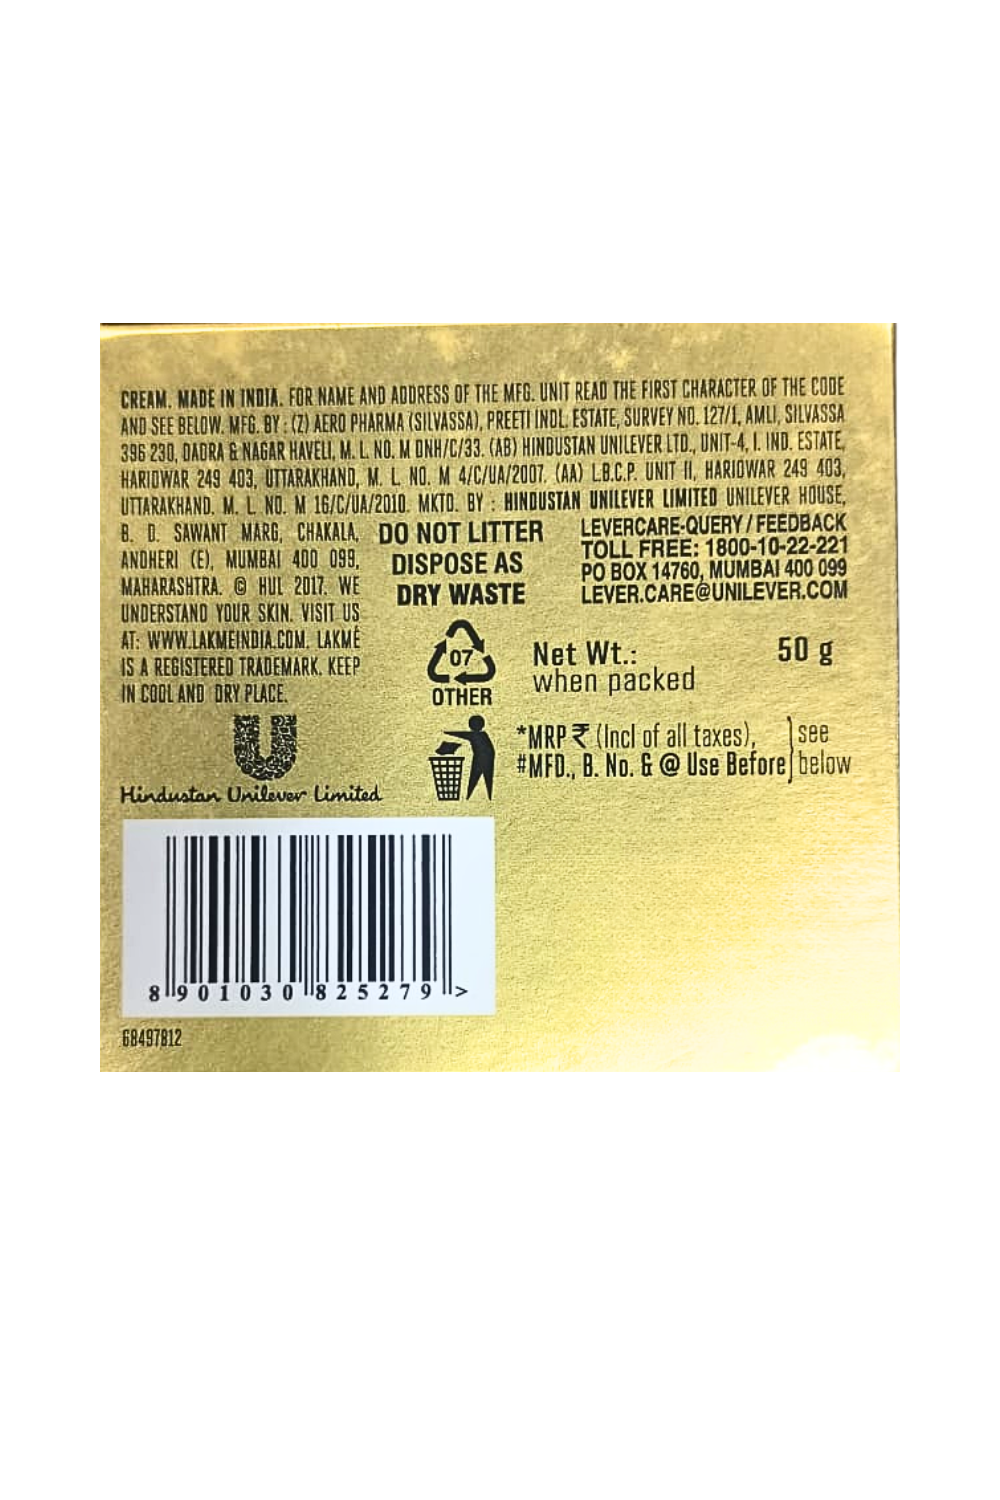 CREAM. MADE IN INDIA. FOR NAME AND ADDRESS OF THE MFG. UNIT READ THE FIRST CHARACTER OF THE CODE
AND SEE BELOW. MFG. BY : (Z) AERO PHARMA (SILVASSA), PREETI INDL. ESTATE, SURVEY NO. 127/1, AMLI, SILVASSA
396 230, DADRA & NAGAR HAVELI, M. L. NO. M DNH/C/33. (AB) HINDUSTAN UNILEVER LTD., UNIT-4, I. IND. ESTATE,
HARIDWAR 249 403, UTTARAKHAND, M. L. NO. M 4/C/UA/2007. (AA) L.B.C.P. UNIT II, HARIDWAR 249 403,
UTTARAKHAND. M. L. NO. M 16/C/UA/2010. MKTD. BY : HINDUSTAN UNILEVER LIMITED UNILEVER HOUSE,
B. D. SAWANT MARG, CHAKALA,
ANDHERI (E), MUMBAI 400 099,
MAHARASHTRA. © HUL 2017. WE
UNDERSTAND YOUR SKIN. VISIT US
AT: WWW.LAKMEINDIA.COM. LAKMÉ
IS A REGISTERED TRADEMARK. KEEP
IN COOL AND DRY PLACE.
DO NOT LITTER
DISPOSE AS
DRY WASTE
LEVERCARE-QUERY / FEEDBACK
TOLL FREE: 1800-10-22-221
PO BOX 14760, MUMBAI 400 099
LEVER.CARE@UNILEVER.COM
07
OTHER
Net Wt.: 50 g
when packed
*MRP ₹ (Incl of all taxes), see
#MFD., B. No. & @ Use Before below
Hindustan Unilever Limited
8 901030 825279 >
68497812